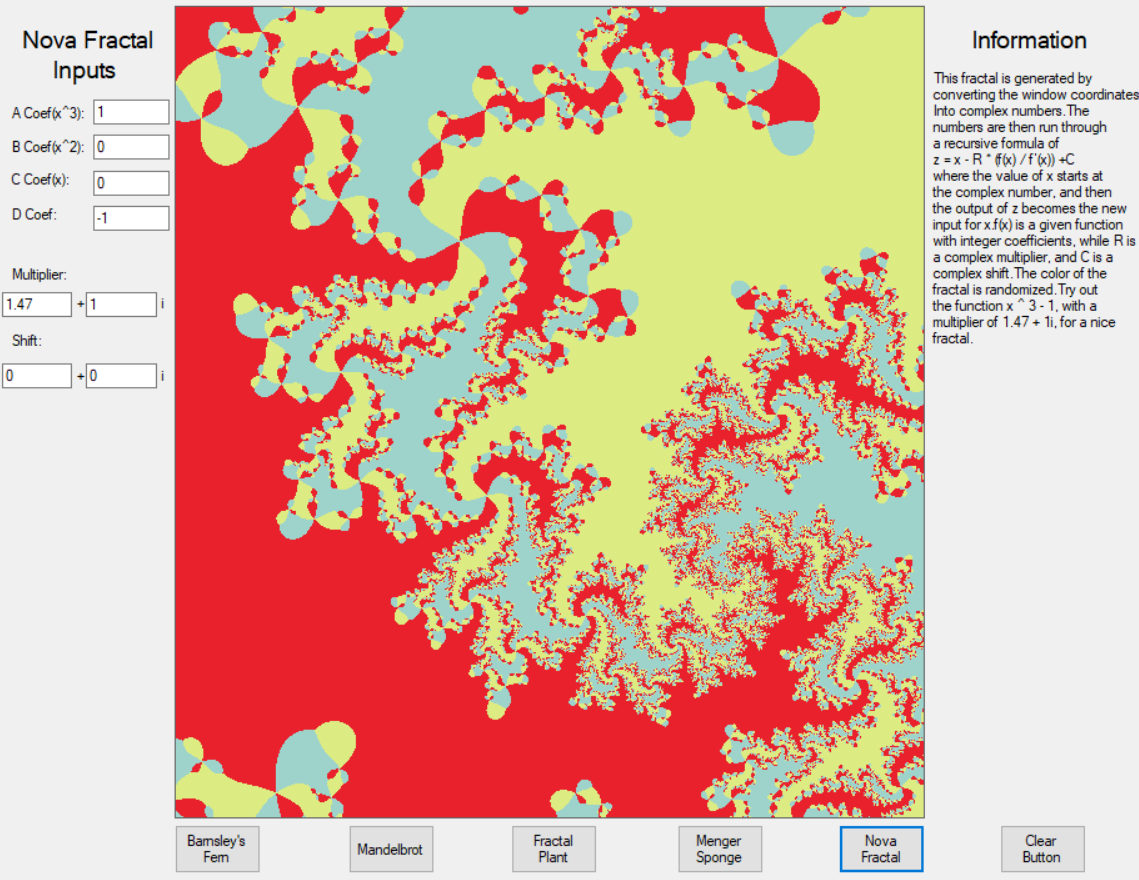 Nova Fractal
Inputs
A Coef(x^3): 1
B Coef(x^2): 0
C Coef(x): 0
D Coef: -1
Multiplier:
1.47 + 1 i
Shift:
0 + 0 i
Information
This fractal is generated by
converting the window coordinates
Into complex numbers.The
numbers are then run through
a recursive formula of
z = x - R * (f(x) / f'(x)) +C
where the value of x starts at
the complex number, and then
the output of z becomes the new
input for x.f(x) is a given function
with integer coefficients, while R is
a complex multiplier, and C is a
complex shift.The color of the
fractal is randomized.Try out
the function x ^ 3 - 1, with a
multiplier of 1.47 + 1i, for a nice
fractal.
Barnsley's
Fern
Mandelbrot
Fractal
Plant
Menger
Sponge
Nova
Fractal
Clear
Button